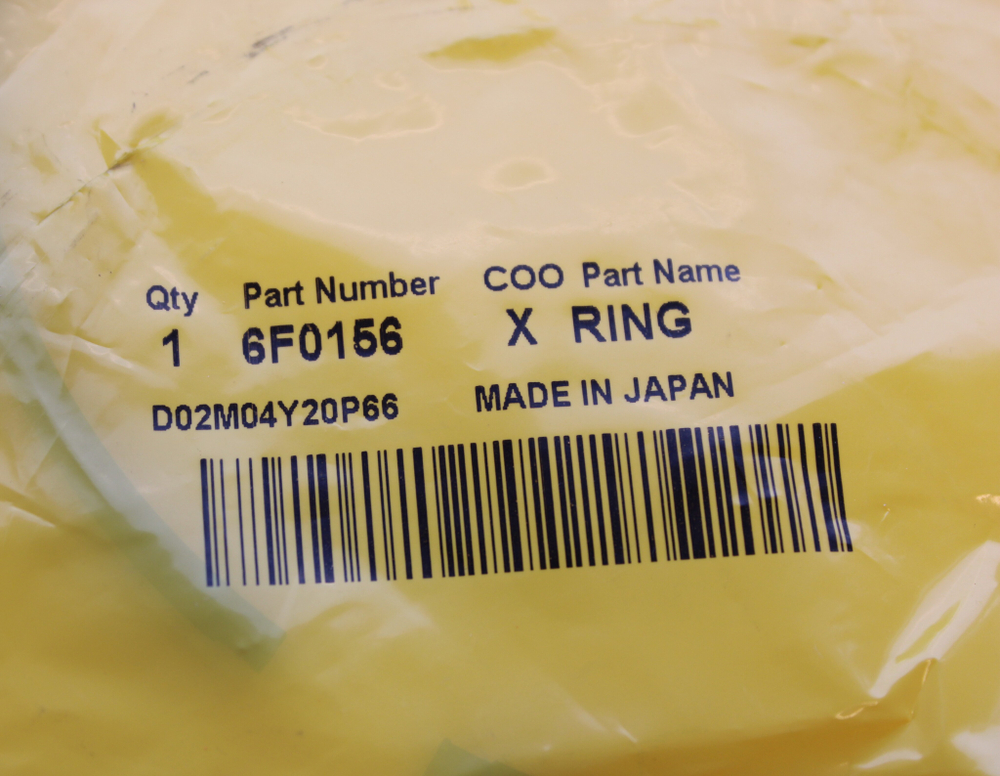 Qty Part Number COO Part Name
1 6F0156 X RING
D02M04Y20P66 MADE IN JAPAN